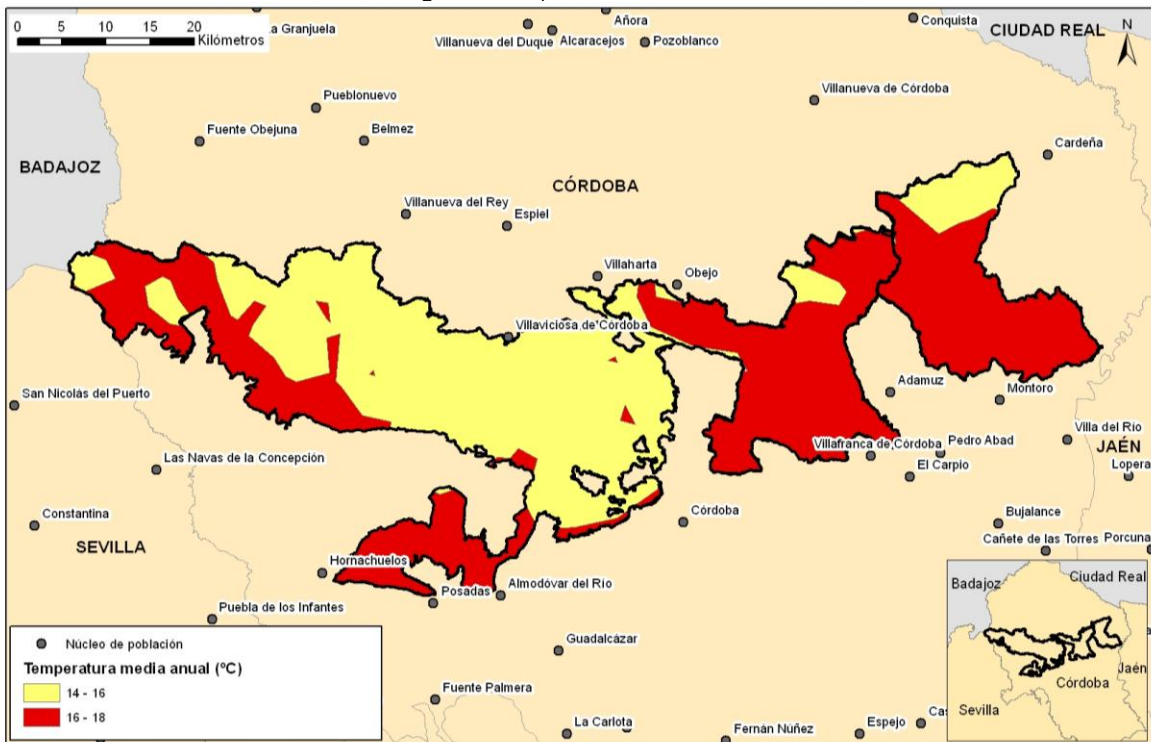 0 5 10 15 20
Kilómetros
La Granjuela
Añora
Villanueva del Duque
Alcaracejos
Pozoblanco
Conquista
CIUDAD REAL
N
Pueblonuevo
Villanueva de Córdoba
Fuente Obejuna
Belmez
Cardeña
BADAJOZ
CÓRDOBA
Villanueva del Rey
Espiel
Villaharta
Obejo
Villaviciosa de Córdoba
San Nicolás del Puerto
Adamuz
Montoro
Villa del Río
Villafranca de Córdoba
Pedro Abad
JAÉN
Las Navas de la Concepción
El Carpio
Lopera
Constantina
Córdoba
Bujalance
SEVILLA
Cañete de las Torres
Porcuna
Hornachuelos
Posadas
Almodóvar del Río
Puebla de los Infantes
Badajoz
Ciudad Real
Jaén
Córdoba
Sevilla
Guadalcázar
Núcleo de población
Temperatura media anual (ºC)
14 - 16
16 - 18
Fuente Palmera
La Carlota
Fernán Núñez
Espejo